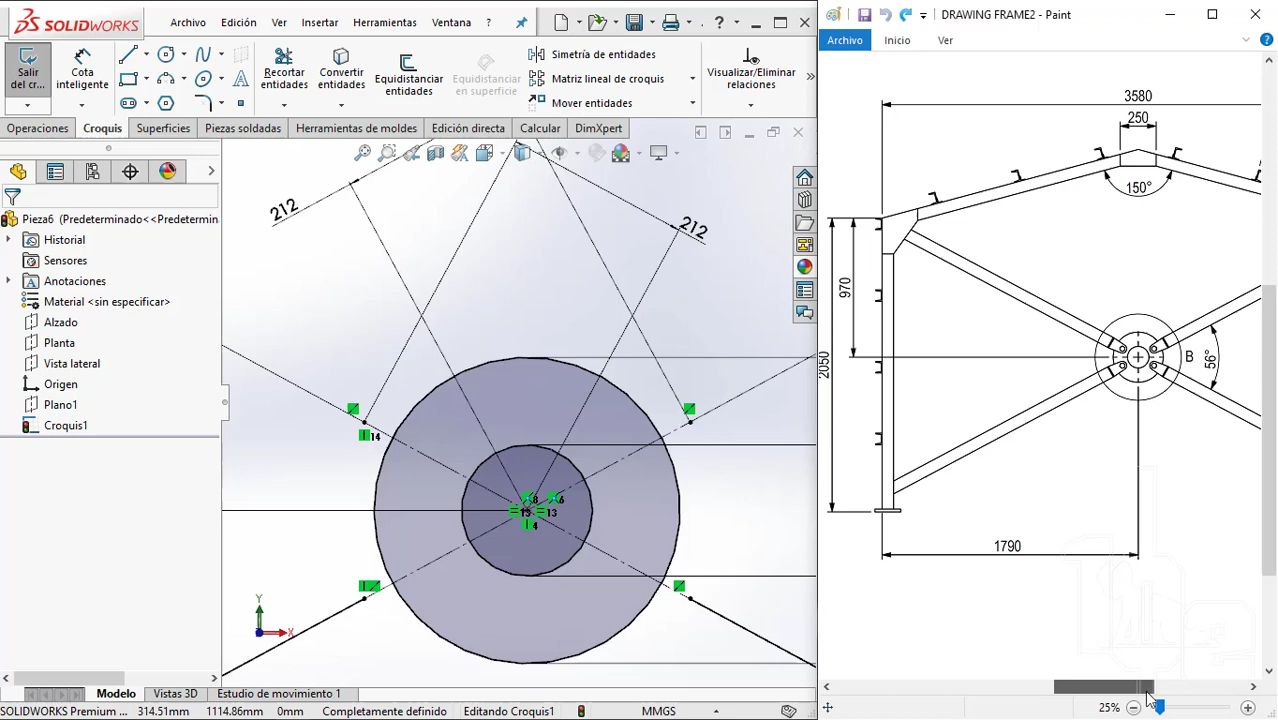 SOLIDWORKS
Archivo Edición Ver Insertar Herramientas Ventana ?
DRAWING FRAME2 - Paint
Archivo Inicio Ver
Salir del cr...
Cota inteligente
Recortar entidades
Convertir entidades
Equidistanciar entidades
Equidistanciar en superficie
Simetría de entidades
Matriz lineal de croquis
Mover entidades
Visualizar/Eliminar relaciones
Operaciones Croquis Superficies Piezas soldadas Herramientas de moldes Edición directa Calcular DimXpert
Pieza6 (Predeterminado<<Predetermin
Historial
Sensores
Anotaciones
Material <sin especificar>
Alzado
Planta
Vista lateral
Origen
Plano1
Croquis1
212
212
14
8
6
13
4
Y
X
3580
250
150°
970
2050
B
56°
1790
Modelo Vistas 3D Estudio de movimiento 1
SOLIDWORKS Premium ... 314.51mm 1114.86mm 0mm Completamente definido Editando Croquis1 MMGS
25%